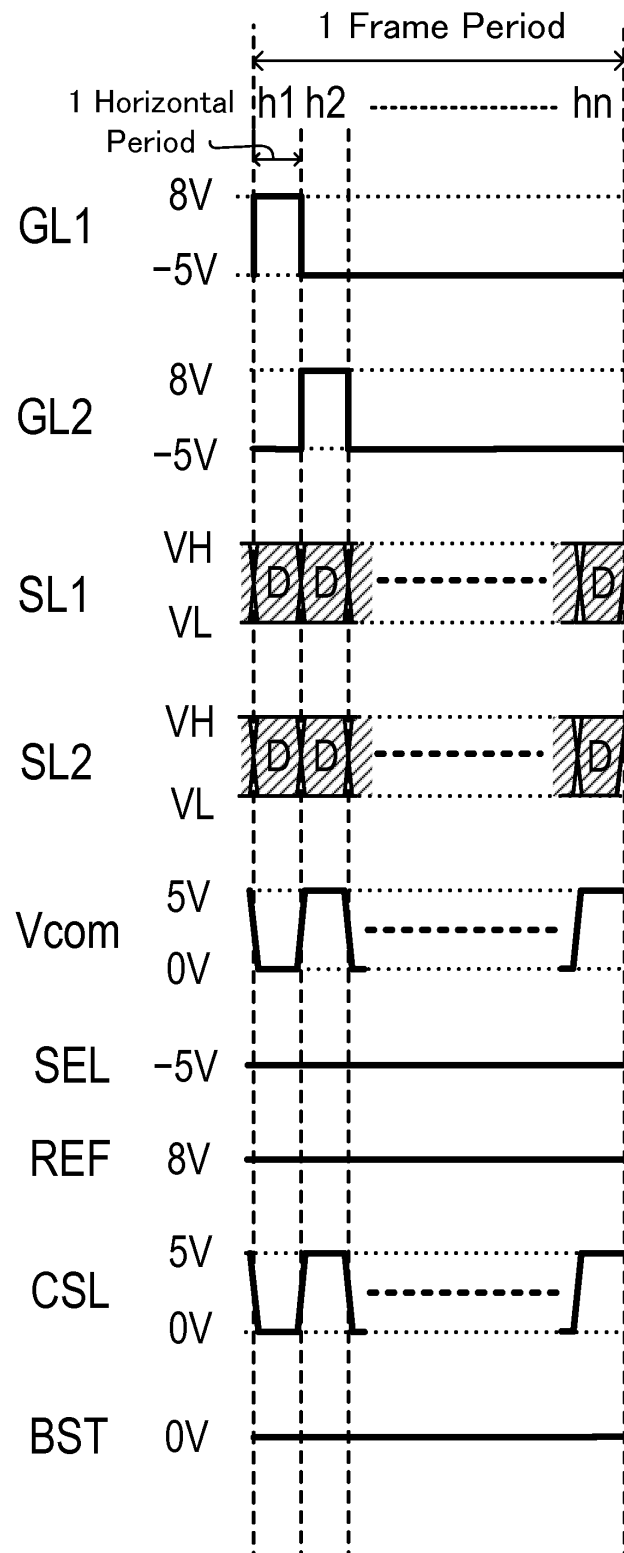 1 Frame Period
1 Horizontal Period
h1 h2 hn
GL1 8V -5V
GL2 8V -5V
SL1 VH VL D D D
SL2 VH VL D D D
Vcom 5V 0V
SEL -5V
REF 8V
CSL 5V 0V
BST 0V